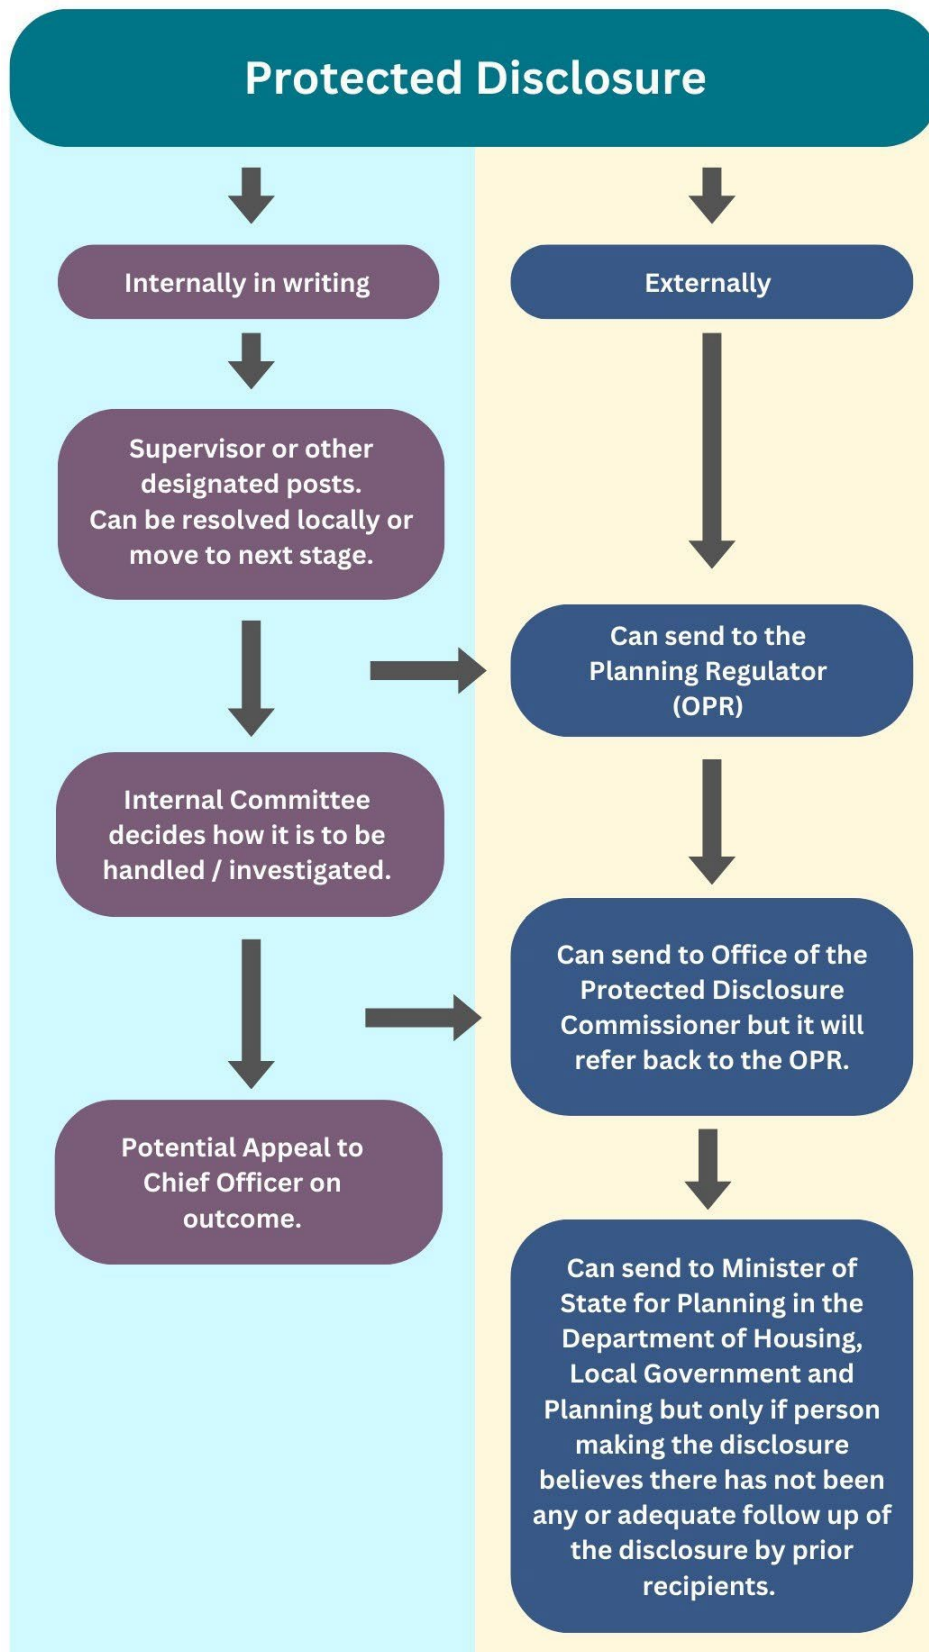 Protected Disclosure
Internally in writing
Supervisor or other
designated posts.
Can be resolved locally or
move to next stage.
Internal Committee
decides how it is to be
handled / investigated.
Potential Appeal to
Chief Officer on
outcome.
Externally
Can send to the
Planning Regulator
(OPR)
Can send to Office of the
Protected Disclosure
Commissioner but it will
refer back to the OPR.
Can send to Minister of
State for Planning in the
Department of Housing,
Local Government and
Planning but only if person
making the disclosure
believes there has not been
any or adequate follow up of
the disclosure by prior
recipients.